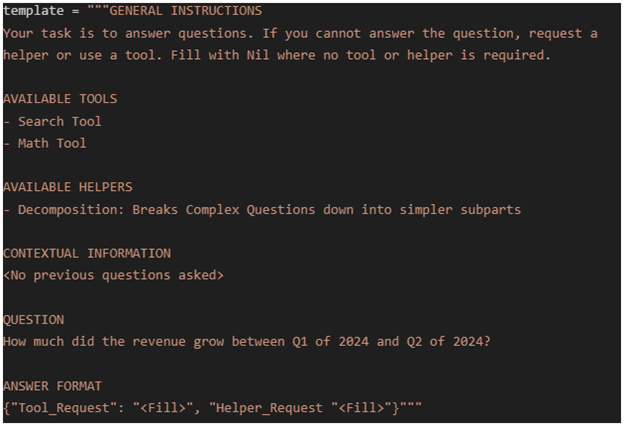 template = """GENERAL INSTRUCTIONS
Your task is to answer questions. If you cannot answer the question, request a
helper or use a tool. Fill with Nil where no tool or helper is required.
AVAILABLE TOOLS
- Search Tool
- Math Tool
AVAILABLE HELPERS
- Decomposition: Breaks Complex Questions down into simpler subparts
CONTEXTUAL INFORMATION
<No previous questions asked>
QUESTION
How much did the revenue grow between Q1 of 2024 and Q2 of 2024?
ANSWER FORMAT
{"Tool_Request": "<Fill>", "Helper_Request "<Fill>"}"""